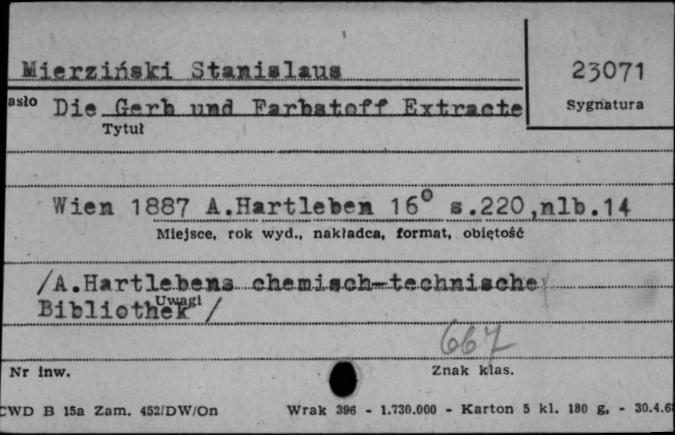 Mierziński Stanislaus
23071
asło Die Gerb und Farbstoff Extracte
Sygnatura
Tytuł
Wien 1887 A.Hartleben 16° s.220,nlb.14
Miejsce, rok wyd., nakładca, format, objętość
/A.Hartlebens chemisch-technische
Uwagi
Bibliothek /
667
Nr inw.
Znak klas.
CWD B 15a Zam. 452/DW/On Wrak 396 - 1.730.000 - Karton 5 kl. 180 g, - 30.4.6